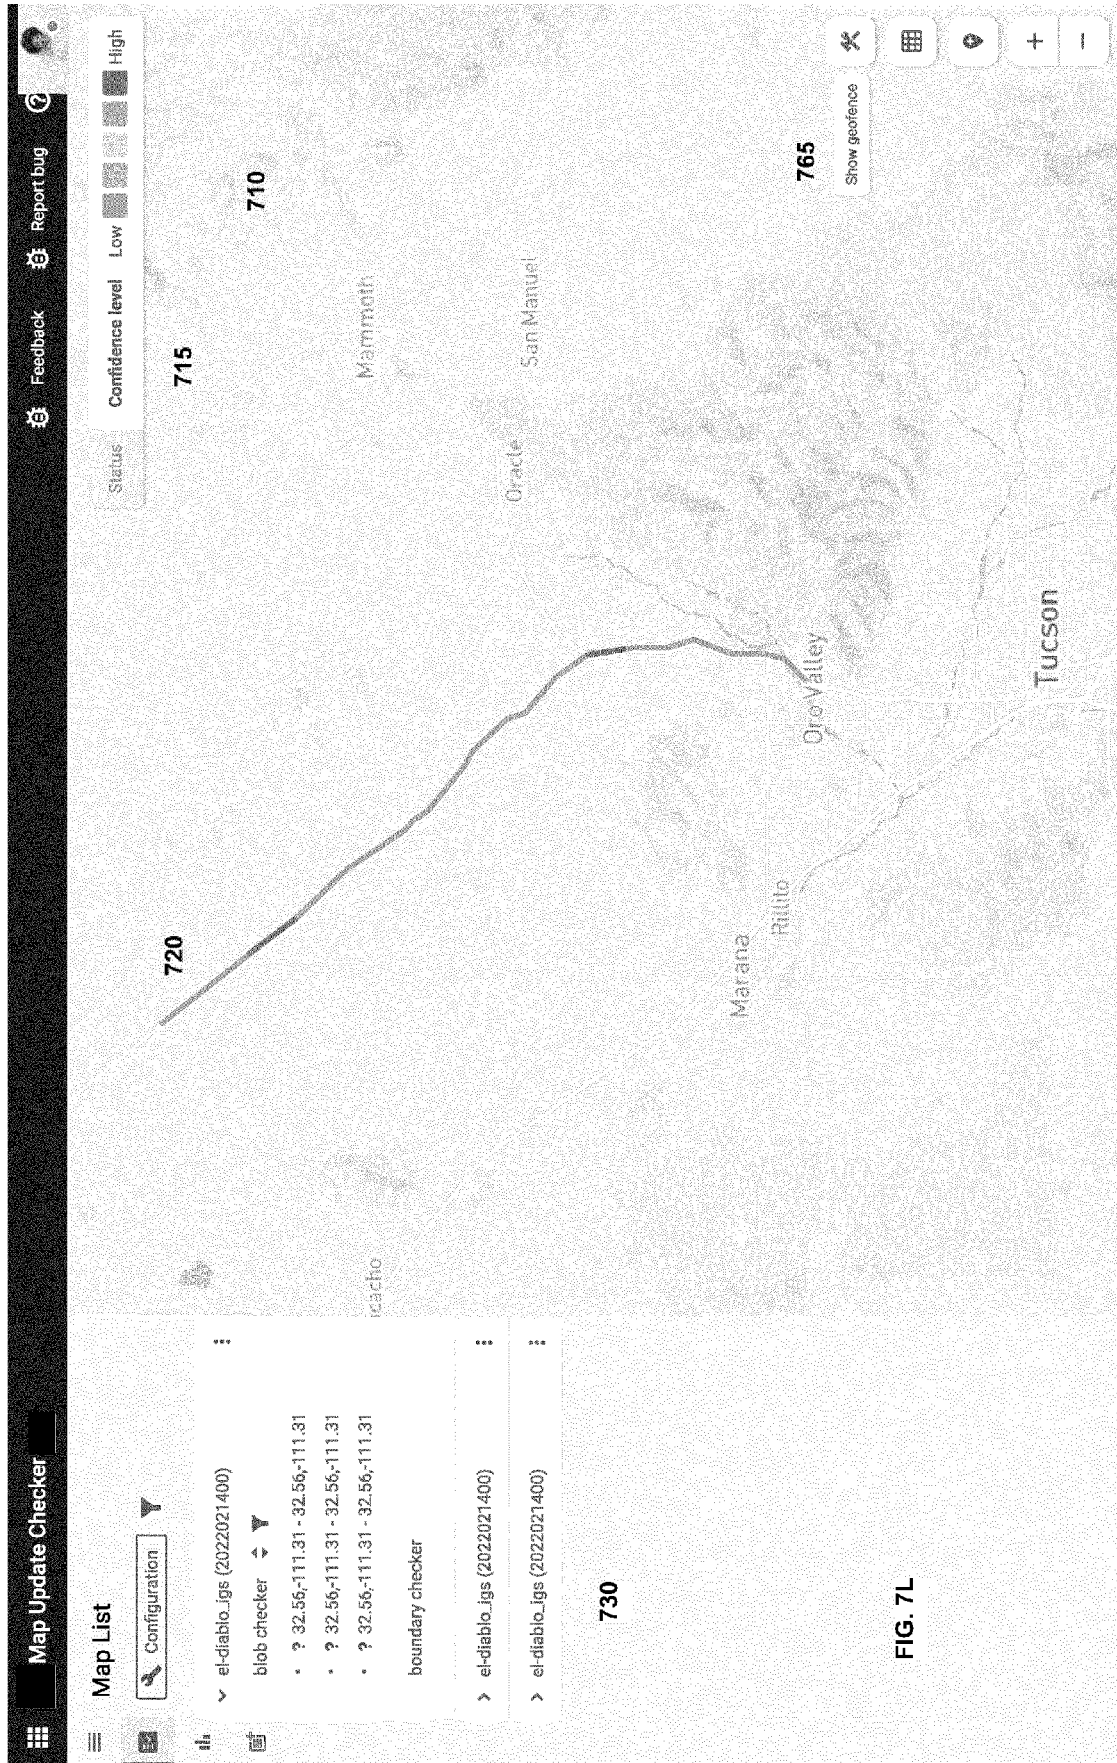 Map Update Checker
Feedback
Report bug
Map List
Configuration
el-diablo_igs (2022021400)
blob checker
? 32.56,-111.31 - 32.56,-111.31
? 32.56,-111.31 - 32.56,-111.31
? 32.56,-111.31 - 32.56,-111.31
boundary checker
el-diablo_igs (2022021400)
el-diablo_igs (2022021400)
730
FIG. 7L
Status
Confidence level
Low
High
715
710
720
icacho
Mammoth
San Manuel
Oracle
Oro Valley
Marana
Rillito
Tucson
765
Show geofence